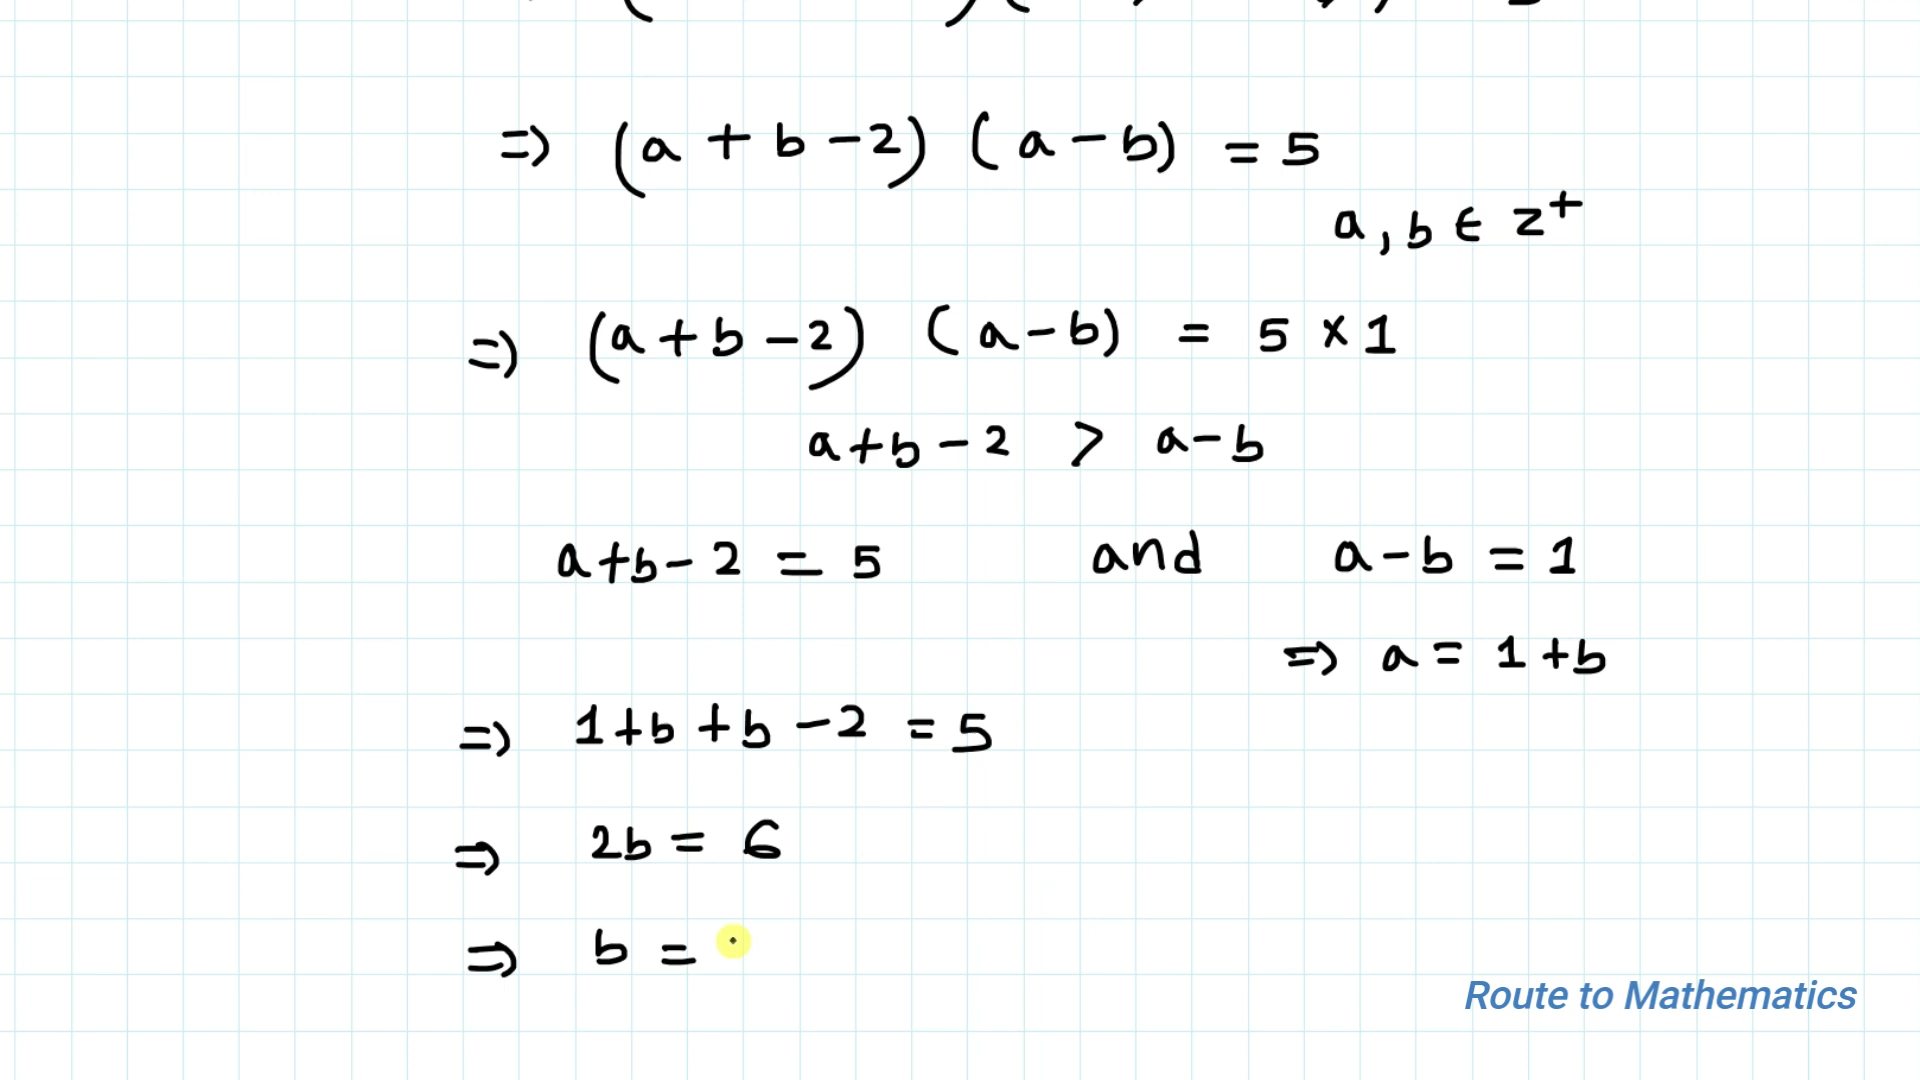 => (a + b - 2) (a - b) = 5
a, b ∈ z⁺
=> (a + b - 2) (a - b) = 5 × 1
a + b - 2 > a - b
a + b - 2 = 5 and a - b = 1
=> a = 1 + b
=> 1 + b + b - 2 = 5
=> 2b = 6
=> b =
Route to Mathematics